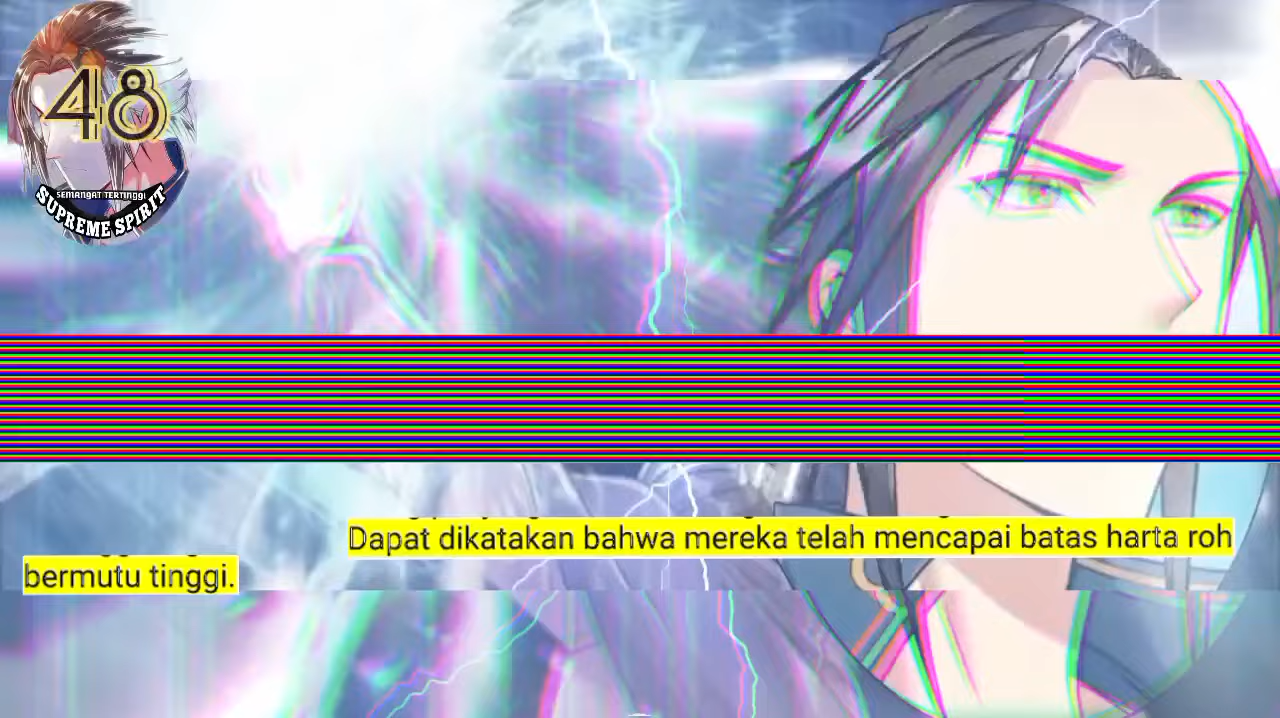 48
SEMANGAT TERTINGGI
SUPREME SPIRIT
Dapat dikatakan bahwa mereka telah mencapai batas harta roh
bermutu tinggi.